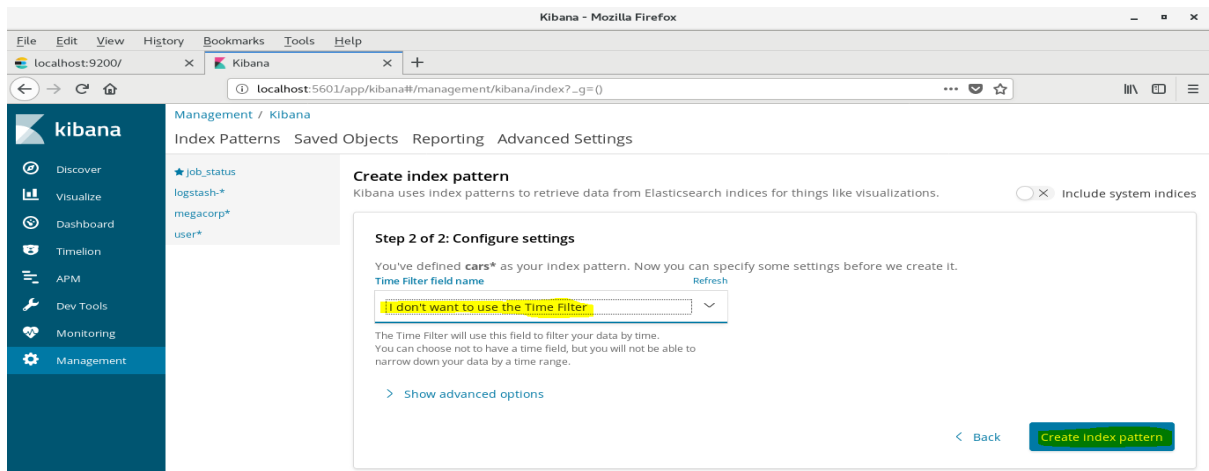 Kibana - Mozilla Firefox
File Edit View History Bookmarks Tools Help
localhost:9200/ Kibana
localhost:5601/app/kibana#/management/kibana/index?_g=()
kibana
Discover
Visualize
Dashboard
Timelion
APM
Dev Tools
Monitoring
Management
Management / Kibana
Index Patterns Saved Objects Reporting Advanced Settings
job_status
logstash-*
megacorp*
user*
Create index pattern
Kibana uses index patterns to retrieve data from Elasticsearch indices for things like visualizations.
Include system indices
Step 2 of 2: Configure settings
You've defined cars* as your index pattern. Now you can specify some settings before we create it.
Time Filter field name Refresh
I don't want to use the Time Filter
The Time Filter will use this field to filter your data by time.
You can choose not to have a time field, but you will not be able to
narrow down your data by a time range.
Show advanced options
Back Create index pattern